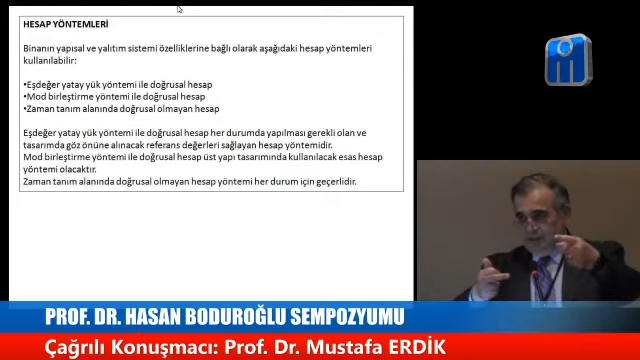 HESAP YÖNTEMLERİ
Binanın yapısal ve yalıtım sistemi özelliklerine bağlı olarak aşağıdaki hesap yöntemleri
kullanılabilir:
•Eşdeğer yatay yük yöntemi ile doğrusal hesap
•Mod birleştirme yöntemi ile doğrusal hesap
•Zaman tanım alanında doğrusal olmayan hesap
Eşdeğer yatay yük yöntemi ile doğrusal hesap her durumda yapılması gerekli olan ve
tasarımda göz önüne alınacak referans değerleri sağlayan hesap yöntemidir.
Mod birleştirme yöntemi ile doğrusal hesap üst yapı tasarımında kullanılacak esas hesap
yöntemi olacaktır.
Zaman tanım alanında doğrusal olmayan hesap yöntemi her durum için geçerlidir.
PROF. DR. HASAN BODUROĞLU SEMPOZYUMU
Çağrılı Konuşmacı: Prof. Dr. Mustafa ERDİK